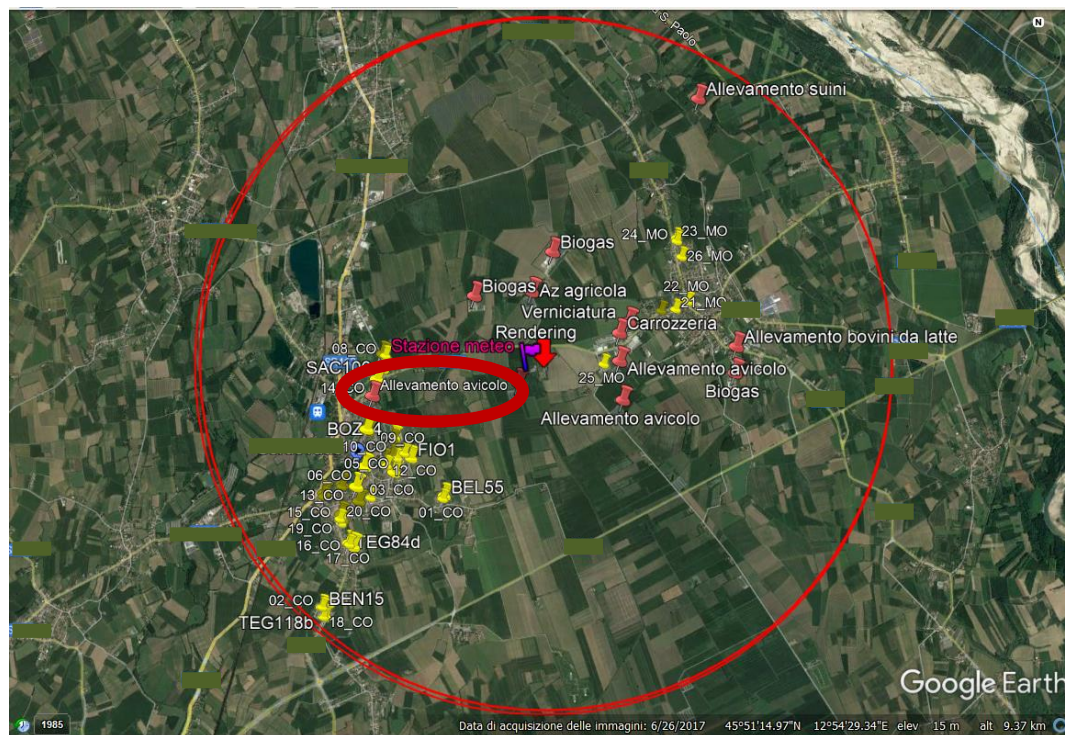 S. Paolo
N
Allevamento suini
24_MO
23_MO
Biogas
26_MO
Biogas
Az agricola
22_MO
21_MO
Verniciatura
Carrozzeria
Rendering
Allevamento bovini da latte
08_CO
Stazione meteo
Allevamento avicolo
25_MO
Biogas
14_CO
Allevamento avicolo
Allevamento avicolo
09_CO
10_CO
FIO1
05_CO
12_CO
06_CO
BEL55
13_CO
03_CO
01_CO
15_CO
20_CO
19_CO
TEG84d
16_CO
17_CO
02_CO
BEN15
TEG118b
18_CO
Google Earth
1985
Data di acquisizione delle immagini: 6/26/2017 45°51'14.97"N 12°54'29.34"E elev 15 m alt 9.37 km